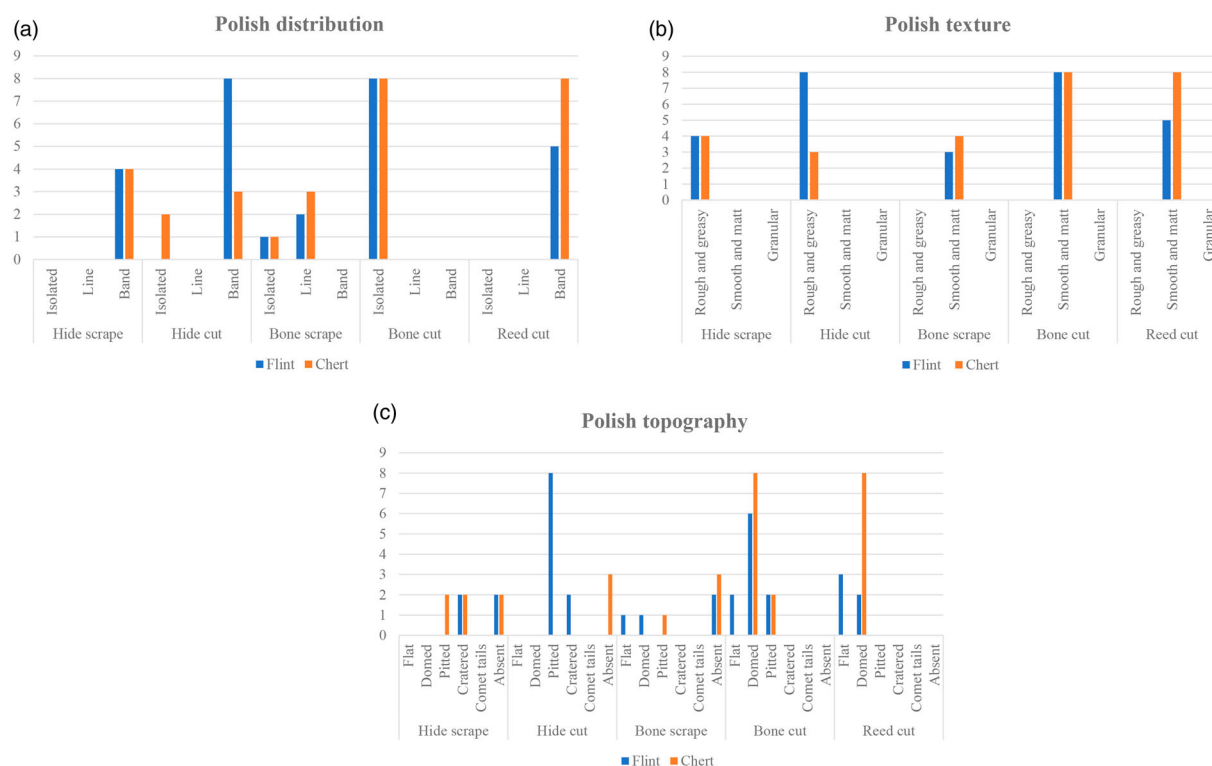 (a)
Polish distribution
9
8
7
6
5
4
3
2
1
0
Isolated
Line
Band
Isolated
Line
Band
Isolated
Line
Band
Isolated
Line
Band
Isolated
Line
Band
Hide scrape Hide cut Bone scrape Bone cut Reed cut
Flint Chert
(b)
Polish texture
9
8
7
6
5
4
3
2
1
0
Rough and greasy
Smooth and matt
Granular
Rough and greasy
Smooth and matt
Granular
Rough and greasy
Smooth and matt
Granular
Rough and greasy
Smooth and matt
Granular
Rough and greasy
Smooth and matt
Granular
Hide scrape Hide cut Bone scrape Bone cut Reed cut
Flint Chert
(c)
Polish topography
9
8
7
6
5
4
3
2
1
0
Flat
Domed
Pitted
Cratered
Comet tails
Absent
Flat
Domed
Pitted
Cratered
Comet tails
Absent
Flat
Domed
Pitted
Cratered
Comet tails
Absent
Flat
Domed
Pitted
Cratered
Comet tails
Absent
Flat
Domed
Pitted
Cratered
Comet tails
Absent
Hide scrape Hide cut Bone scrape Bone cut Reed cut
Flint Chert